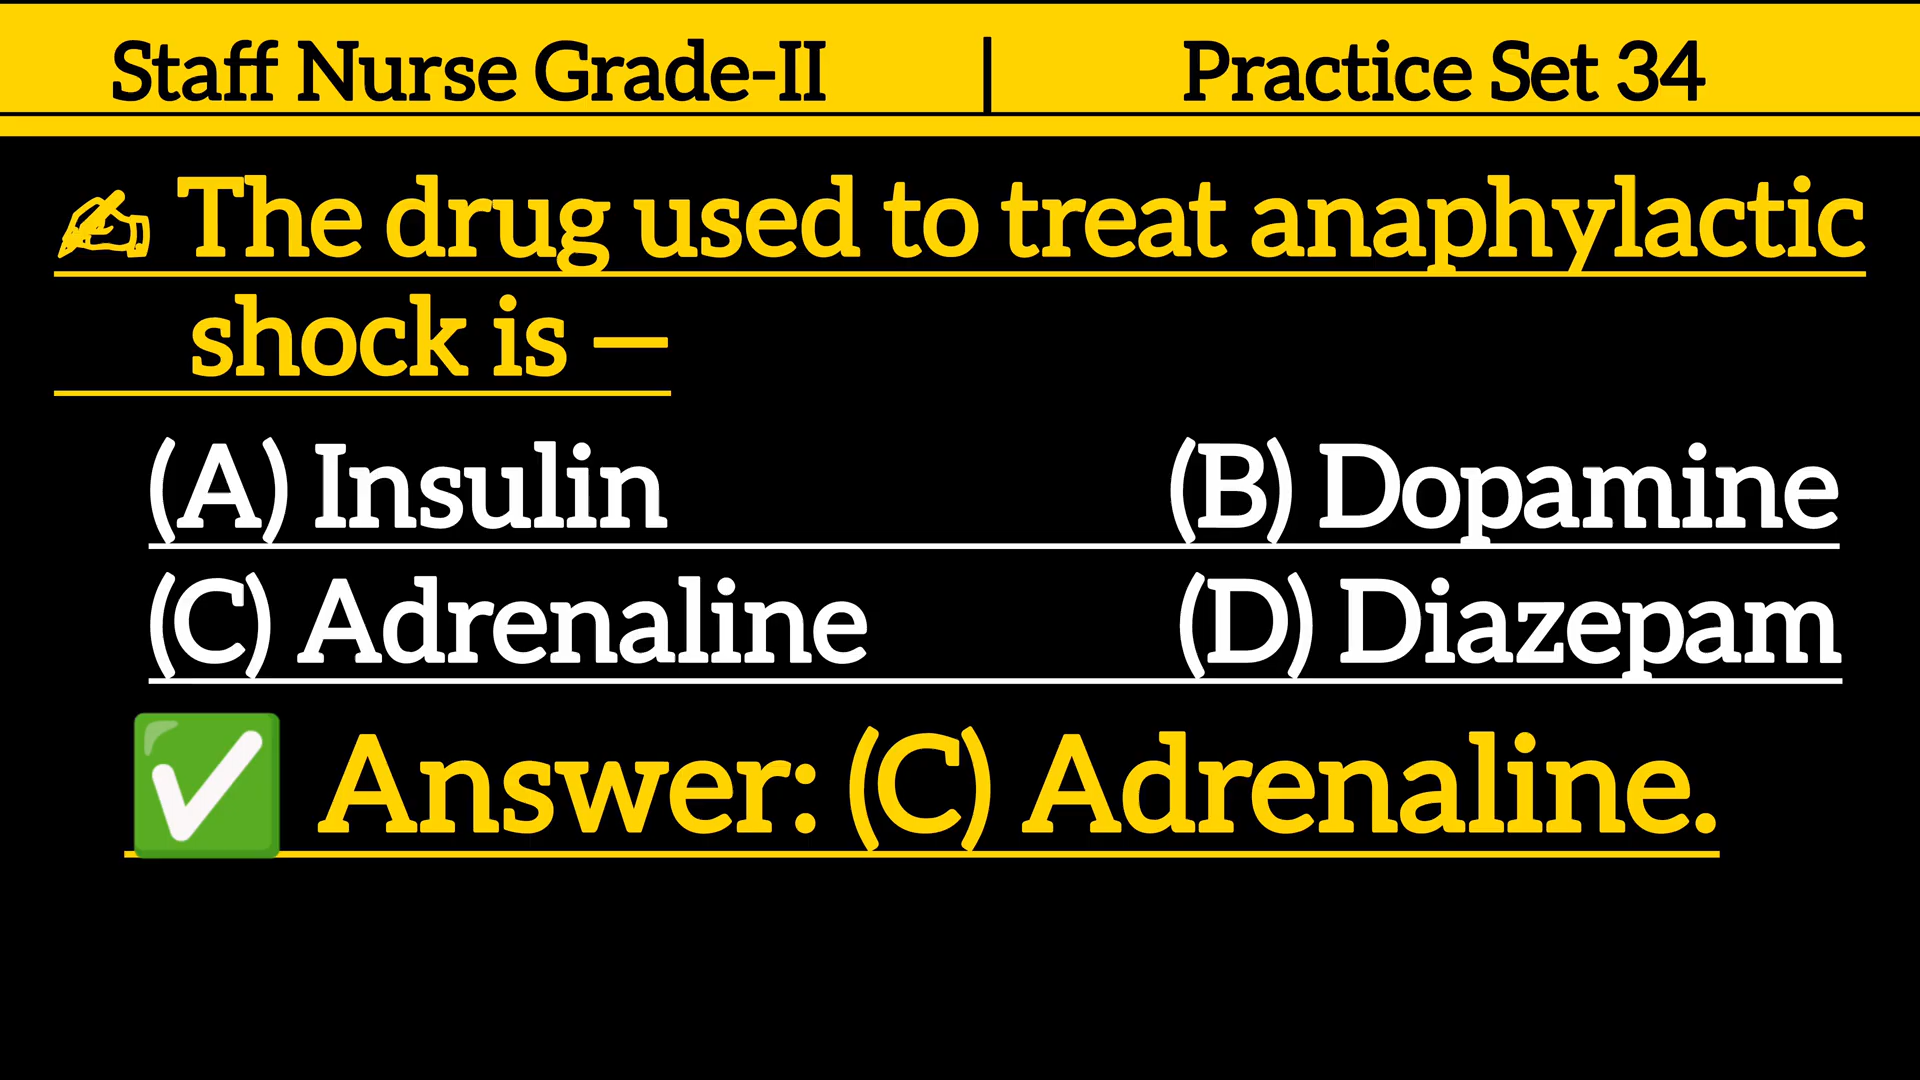 Staff Nurse Grade-II | Practice Set 34
✍ The drug used to treat anaphylactic
shock is —
(A) Insulin (B) Dopamine
(C) Adrenaline (D) Diazepam
✅ Answer: (C) Adrenaline.